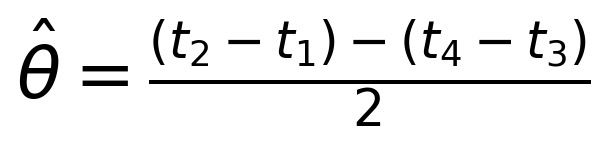 θ̂ = ((t₂ − t₁) − (t₄ − t₃)) / 2